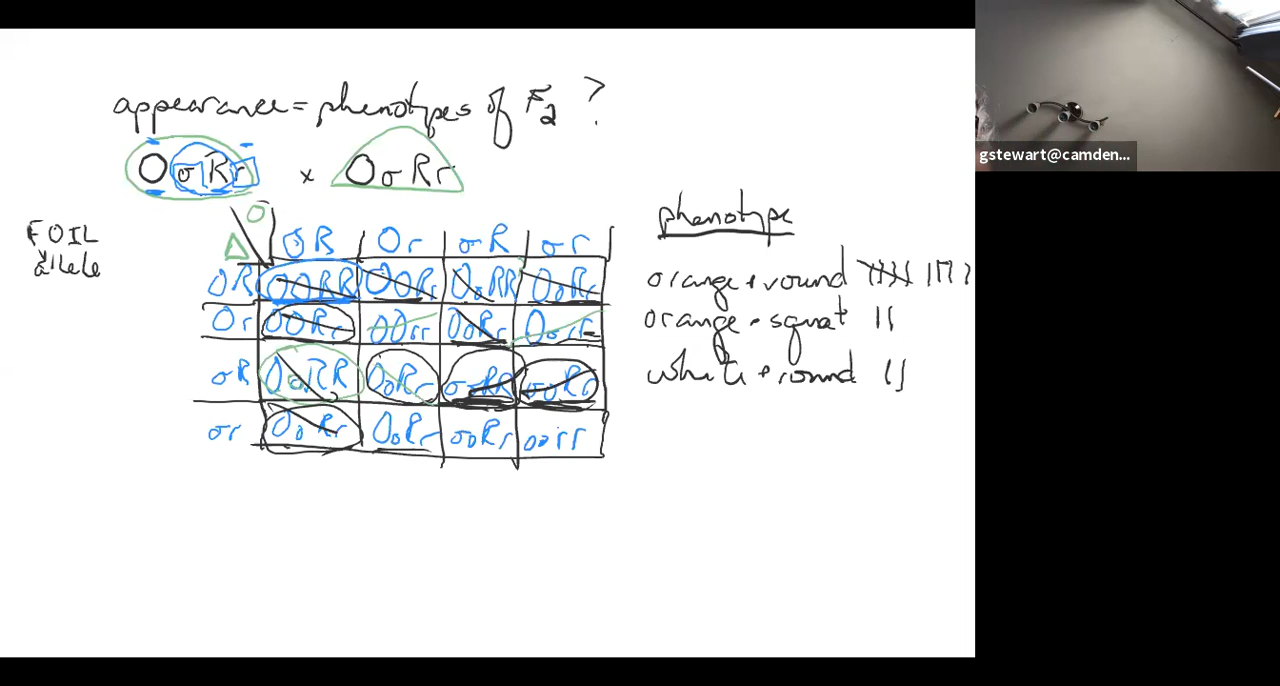 appearance = phenotypes of F2 ?
OoRr x OoRr
FOIL
allele
O
Δ
OR Or oR or
OR OORR OORr OoRR OoRr
Or OORr OOrr OoRr Oorr
oR OoRR OoRr ooRR ooRr
or OoRr OoRr ooRr oorr
phenotype
orange + round
orange + squat ||
white + round ||
gstewart@camden...